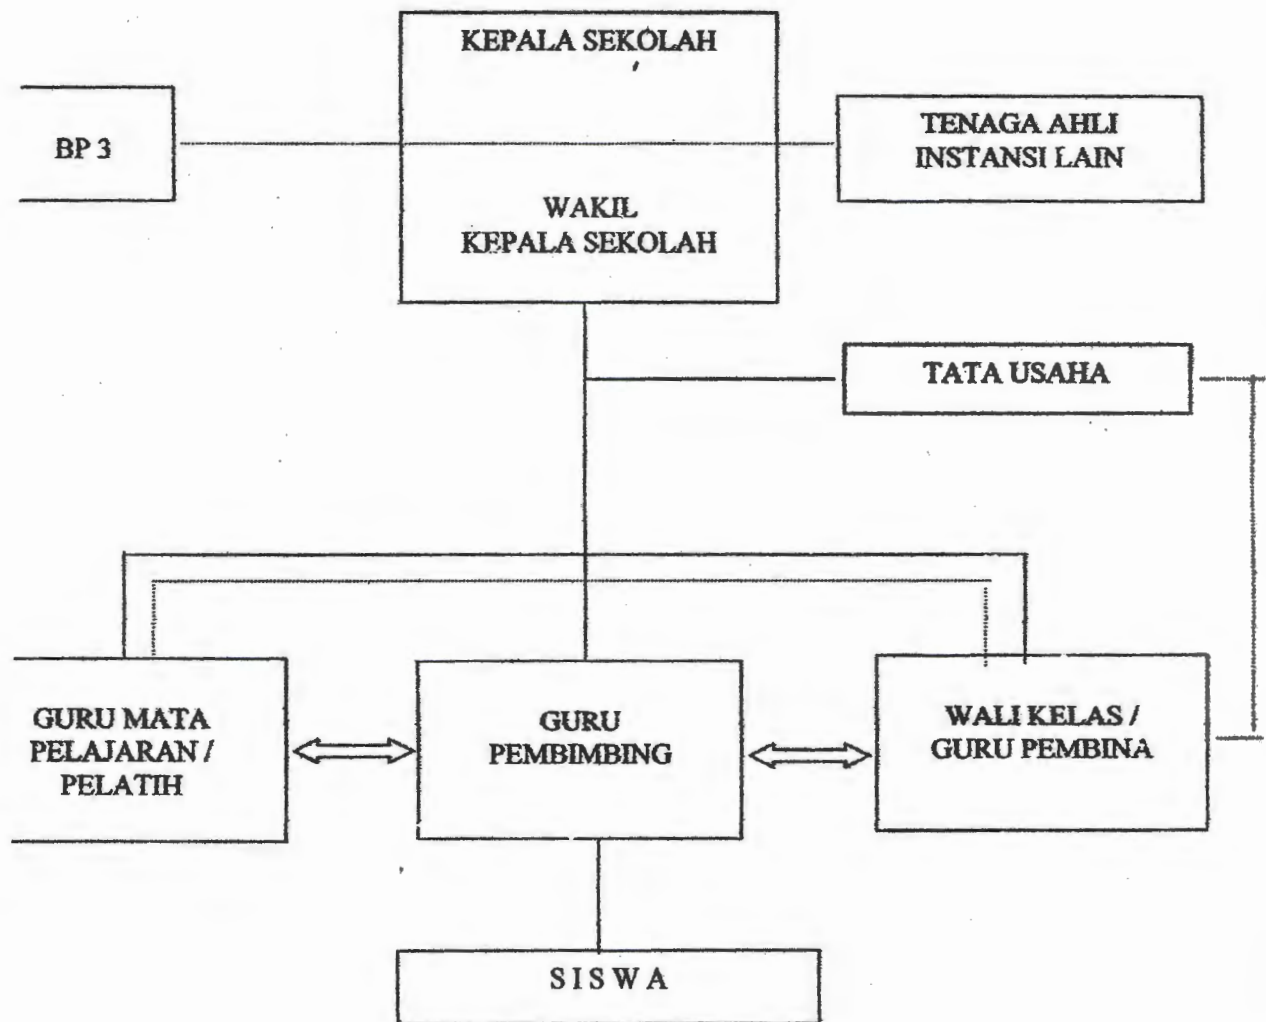 KEPALA SEKOLAH
BP 3
TENAGA AHLI
INSTANSI LAIN
WAKIL
KEPALA SEKOLAH
TATA USAHA
GURU MATA
PELAJARAN /
PELATIH
GURU
PEMBIMBING
WALI KELAS /
GURU PEMBINA
S I S W A